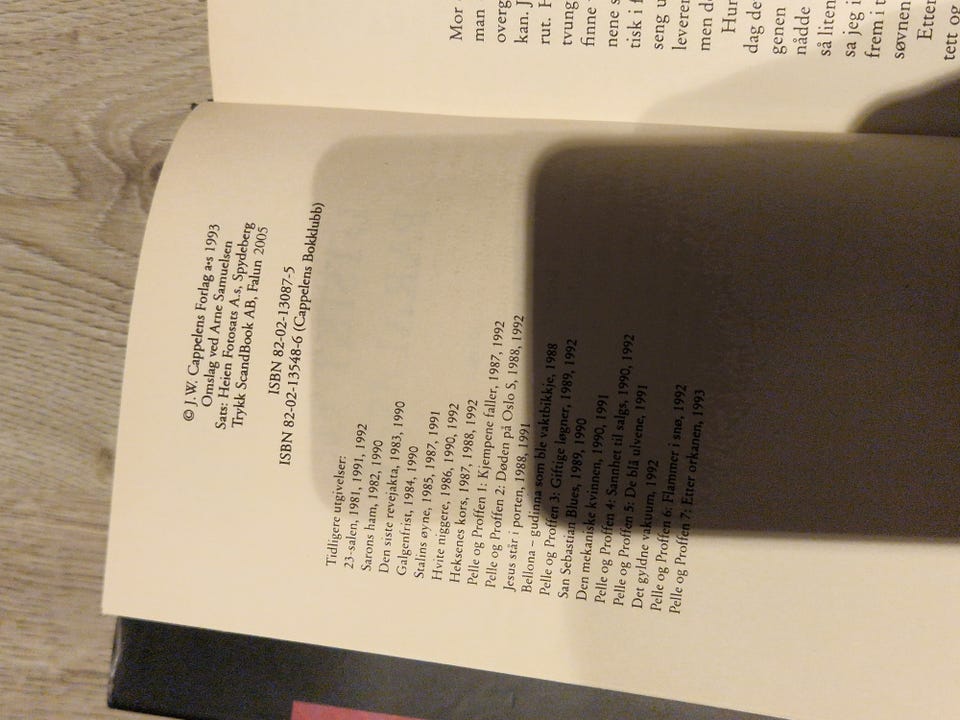 © J.W. Cappelens Forlag a·s 1993
Omslag ved Arne Samuelsen
Sats: Heien Fotosats A.s, Spydeberg
Trykk ScandBook AB, Falun 2005
ISBN 82-02-13087-5
ISBN 82-02-13548-6 (Cappelens Bokklubb)
Tidligere utgivelser:
23-salen, 1981, 1991, 1992
Sarons ham, 1982, 1990
Den siste revejakta, 1983, 1990
Galgenfrist, 1984, 1990
Stalins øyne, 1985, 1987, 1991
Hvite niggere, 1986, 1990, 1992
Heksenes kors, 1987, 1988, 1992
Pelle og Proffen 1: Kjempene faller, 1987, 1992
Pelle og Proffen 2: Døden på Oslo S, 1988, 1992
Jesus står i porten, 1988, 1991
Bellona – gudinna som ble vaktbikkje, 1988
Pelle og Proffen 3: Giftige løgner, 1989, 1992
San Sebastian Blues, 1989, 1990
Den mekaniske kvinnen, 1990, 1991
Pelle og Proffen 4: Sannhet til salgs, 1990, 1992
Pelle og Proffen 5: De blå ulvene, 1991
Det gyldne vakuum, 1992
Pelle og Proffen 6: Flammer i snø, 1992
Pelle og Proffen 7: Etter orkanen, 1993
Mor
man
overg
kan. J
rut. H
tvung
finne
nene s
tisk i f
seng u
leverer
men de
Hur
dag de
genen
nådde
så liten
sa jeg i
frem i t
søvnen
Etter
tett og